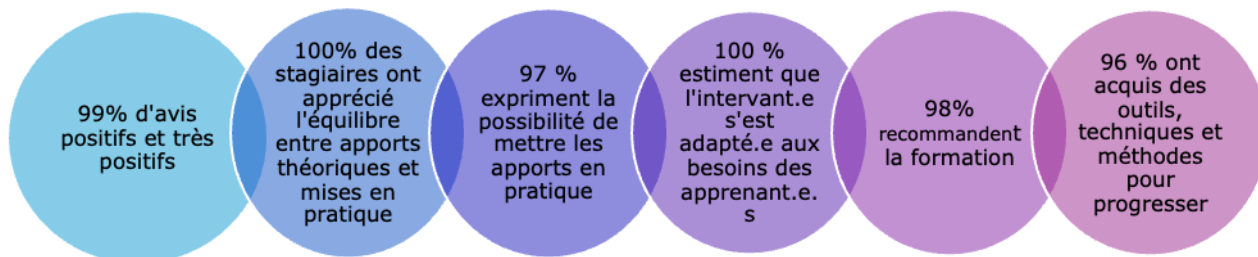 99% d'avis
positifs et très
positifs
100% des
stagiaires ont
apprécié
l'équilibre
entre apports
théoriques et
mises en
pratique
97 %
expriment la
possibilité de
mettre les
apports en
pratique
100 %
estiment que
l'intervant.e
s'est
adapté.e aux
besoins des
apprenant.e.
s
98%
recommandent
la formation
96 % ont
acquis des
outils,
techniques et
méthodes
pour
progresser